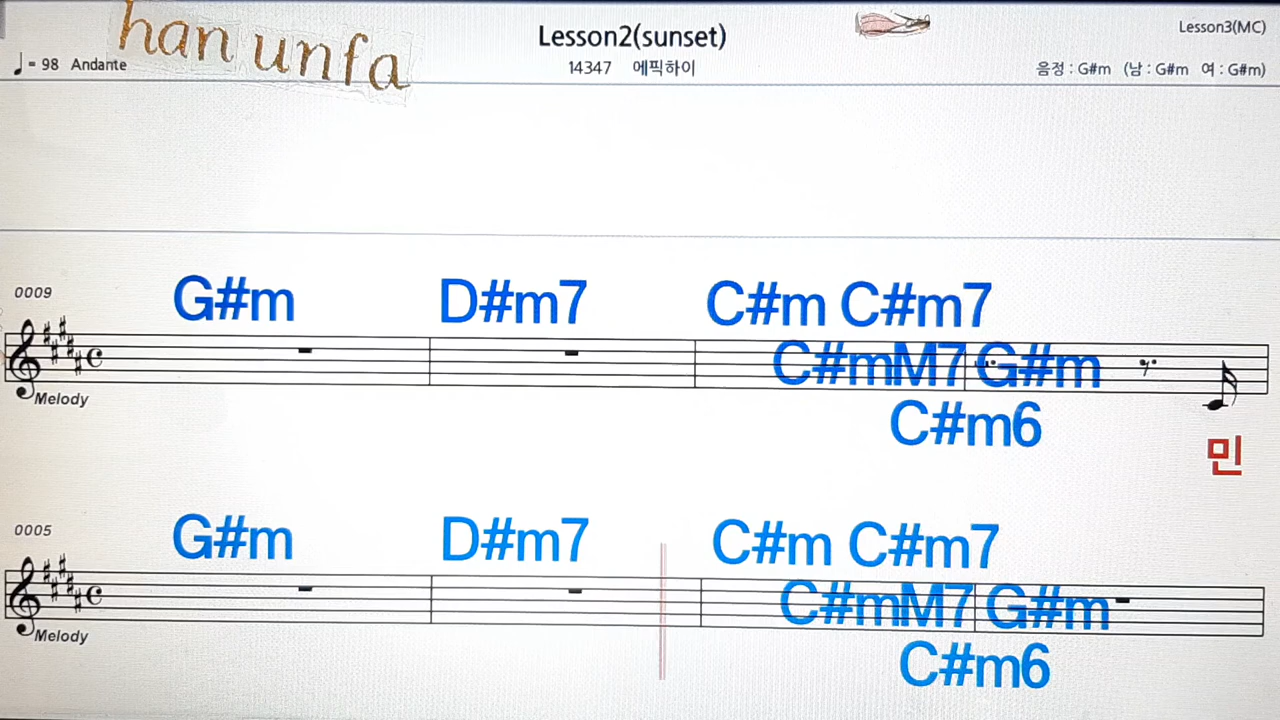 han unfa
Lesson2(sunset)
Lesson3(MC)
♩= 98 Andante
14347 에픽하이
음정 : G#m (남 : G#m 여 : G#m)
0009
G#m D#m7 C#m C#m7
C#mM7 G#m
C#m6
Melody
민
0005
G#m D#m7 C#m C#m7
C#mM7 G#m
C#m6
Melody